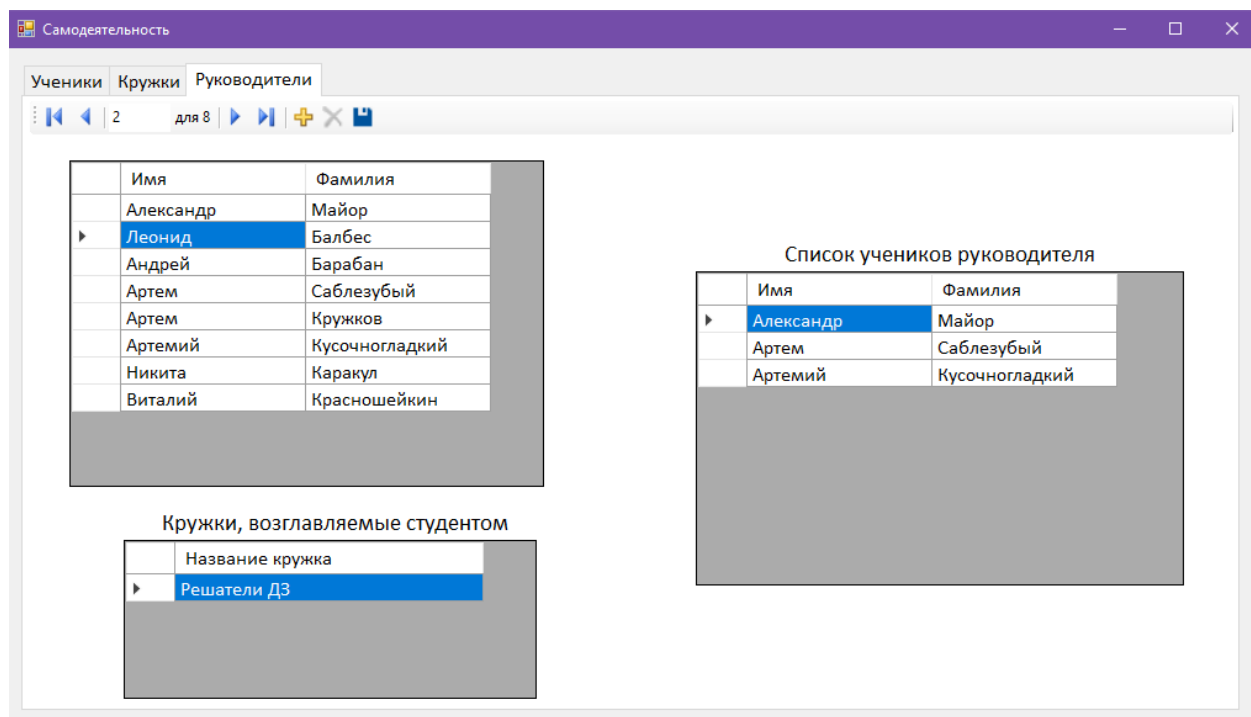 Самодеятельность
Ученики Кружки Руководители
2 для 8
Имя Фамилия
Александр Майор
Леонид Балбес
Андрей Барабан
Артем Саблезубый
Артем Кружков
Артемий Кусочногладкий
Никита Каракул
Виталий Красношейкин
Список учеников руководителя
Имя Фамилия
Александр Майор
Артем Саблезубый
Артемий Кусочногладкий
Кружки, возглавляемые студентом
Название кружка
Решатели ДЗ